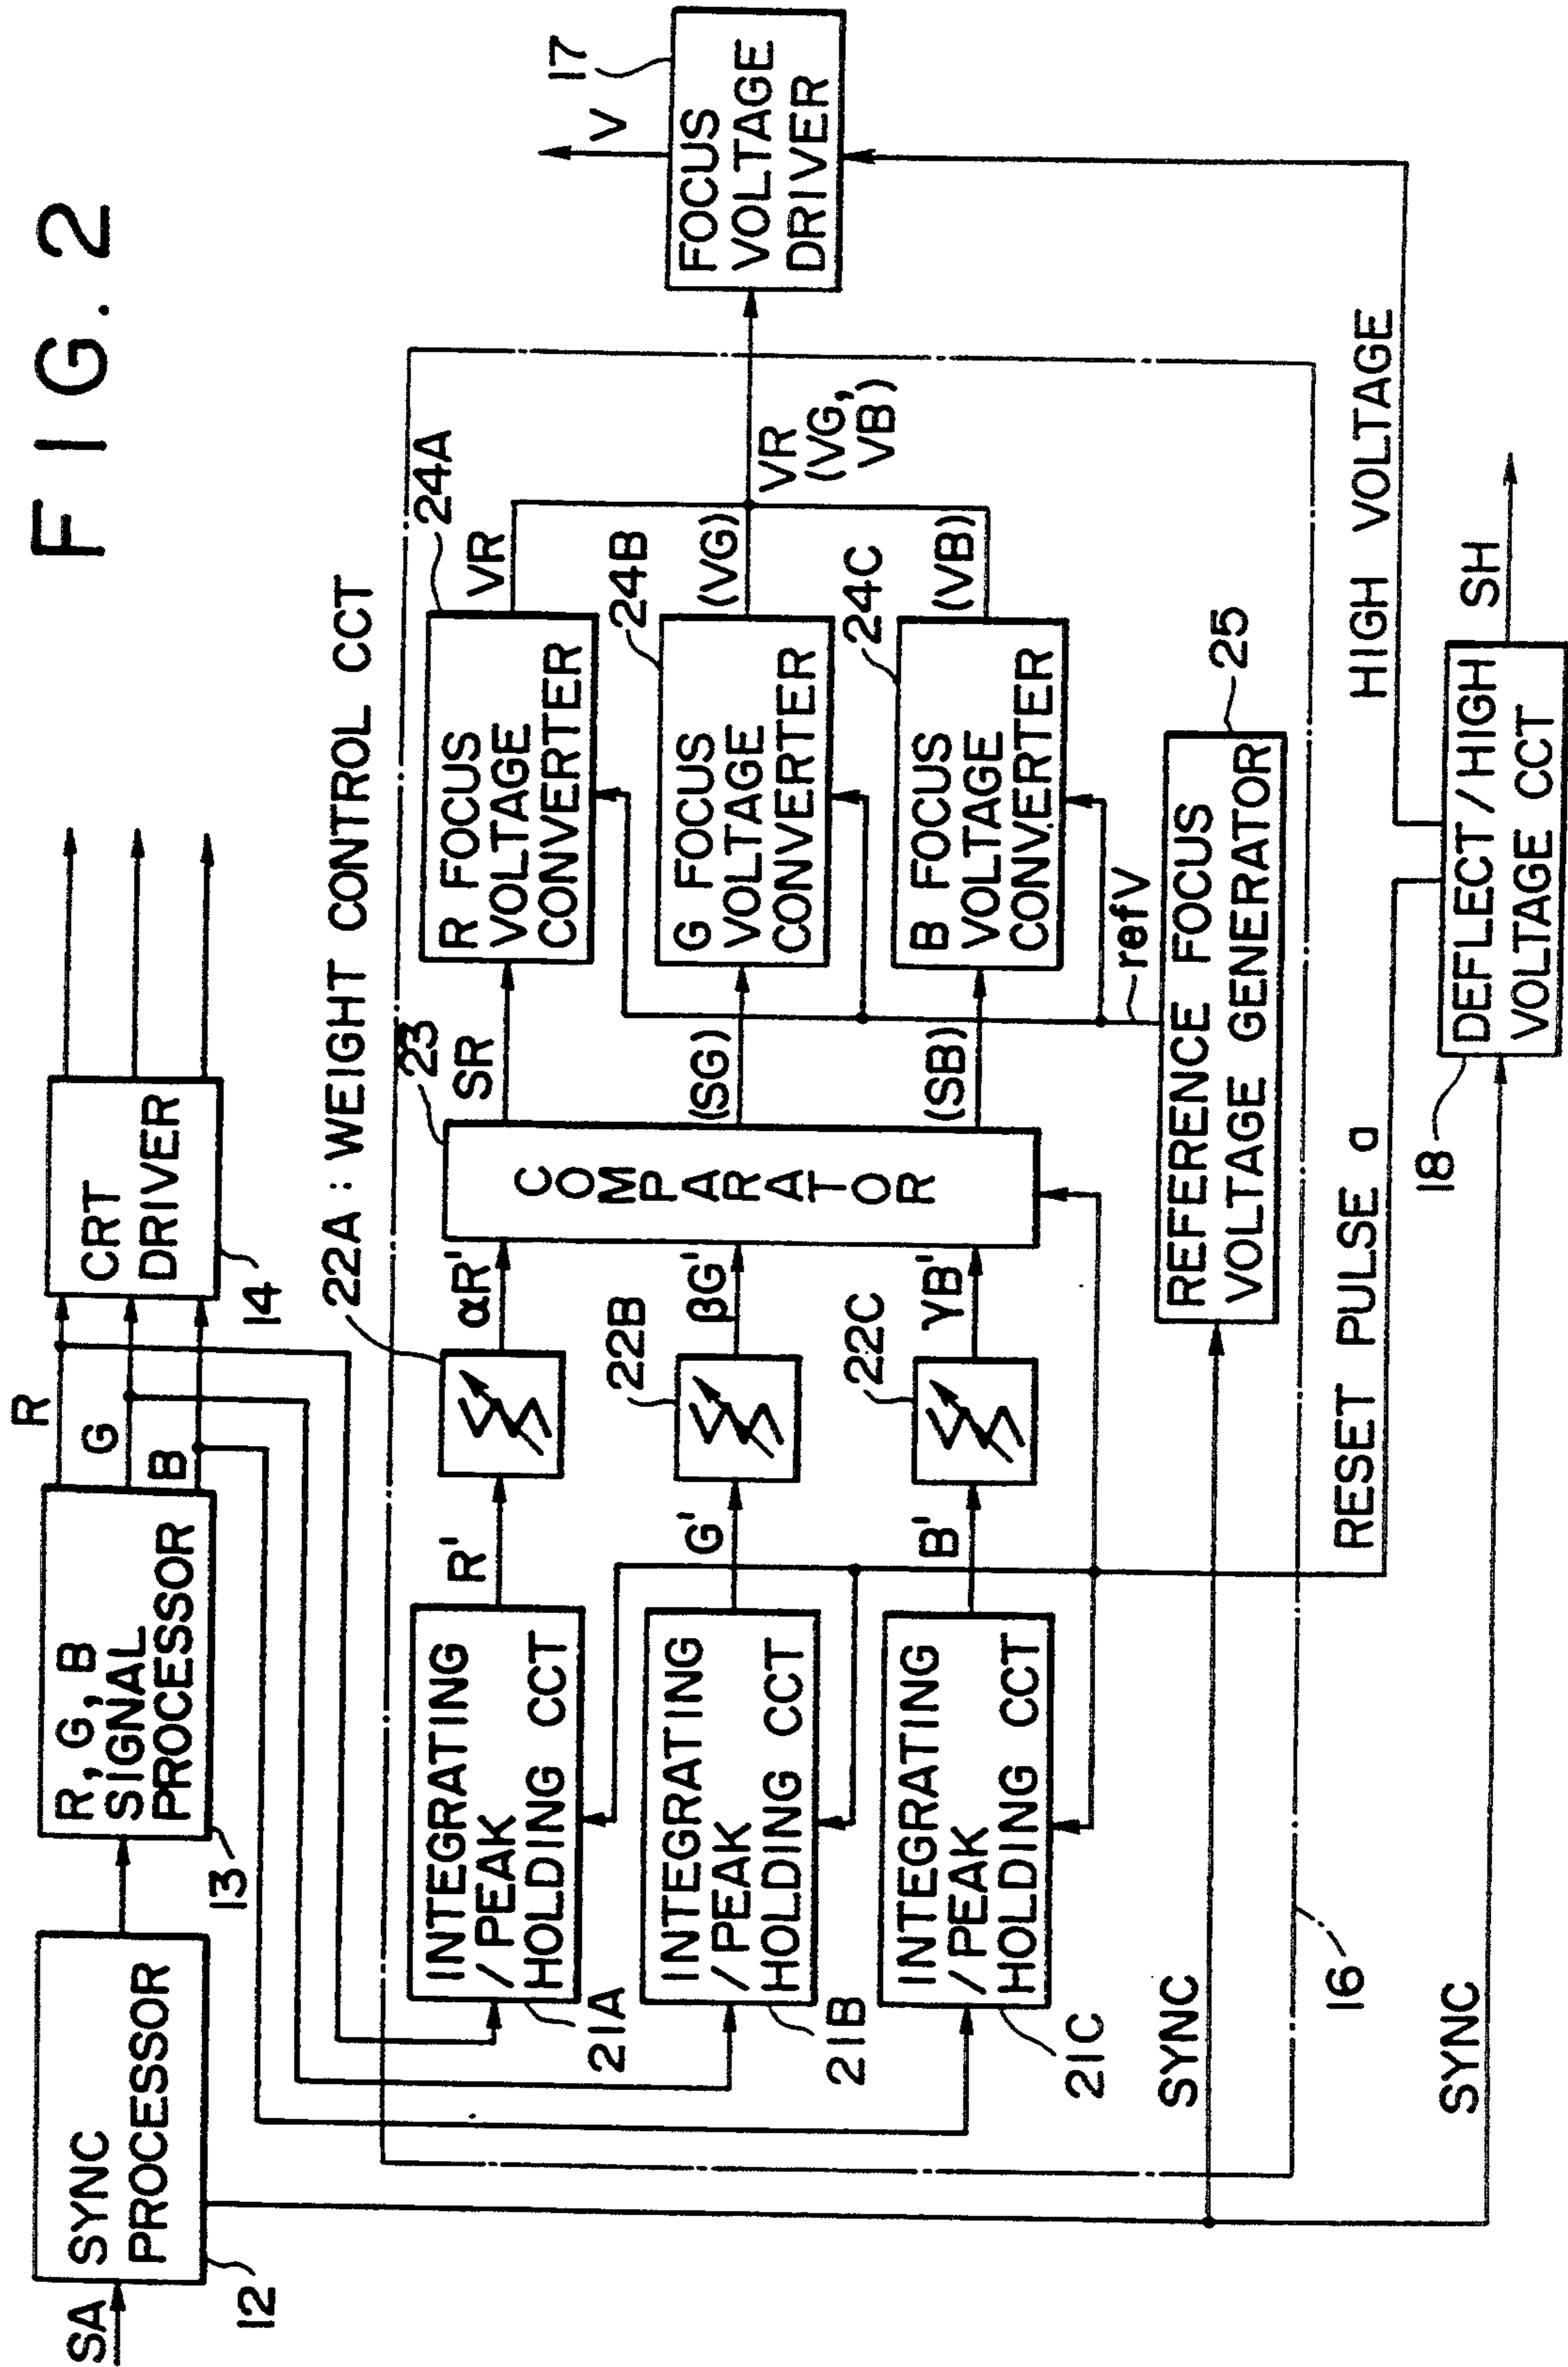 FIG. 2
SA
SYNC
PROCESSOR
12
R, G, B
SIGNAL
PROCESSOR
13
R
G
B
CRT
DRIVER
14
22A : WEIGHT CONTROL CCT
INTEGRATING
/PEAK
HOLDING CCT
21A
R'
αR'
INTEGRATING
/PEAK
HOLDING CCT
21B
G'
22B
βG'
INTEGRATING
/PEAK
HOLDING CCT
21C
B'
22C
γB'
COMPARATOR
23
SR
(SG)
(SB)
R FOCUS
VOLTAGE
CONVERTER
24A
VR
G FOCUS
VOLTAGE
CONVERTER
24B
(VG)
B FOCUS
VOLTAGE
CONVERTER
24C
(VB)
VR
(VG,
VB)
FOCUS
VOLTAGE
DRIVER
17
V
refV
REFERENCE FOCUS
VOLTAGE GENERATOR
25
SYNC
16
RESET PULSE a
HIGH VOLTAGE
SYNC
18
DEFLECT/HIGH
VOLTAGE CCT
SH